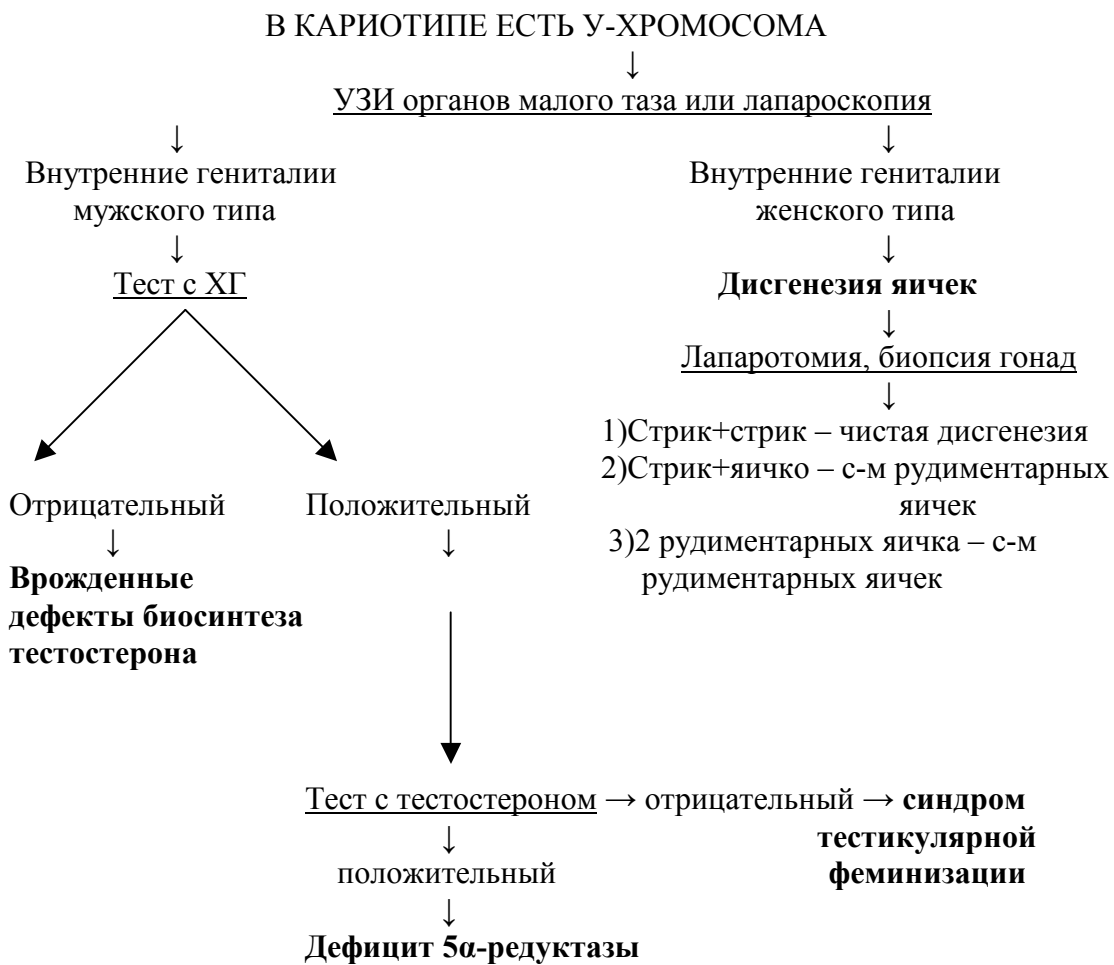 В КАРИОТИПЕ ЕСТЬ У-ХРОМОСОМА
↓
УЗИ органов малого таза или лапароскопия
↓ ↓
Внутренние гениталии
мужского типа
↓
Тест с ХГ
Отрицательный Положительный
↓ ↓
Врожденные
дефекты биосинтеза
тестостерона
Внутренние гениталии
женского типа
↓
Дисгенезия яичек
↓
Лапаротомия, биопсия гонад
↓
1)Стрик+стрик – чистая дисгенезия
2)Стрик+яичко – с-м рудиментарных
яичек
3)2 рудиментарных яичка – с-м
рудиментарных яичек
Тест с тестостероном → отрицательный → синдром
тестикулярной
феминизации
↓
положительный
↓
Дефицит 5α-редуктазы